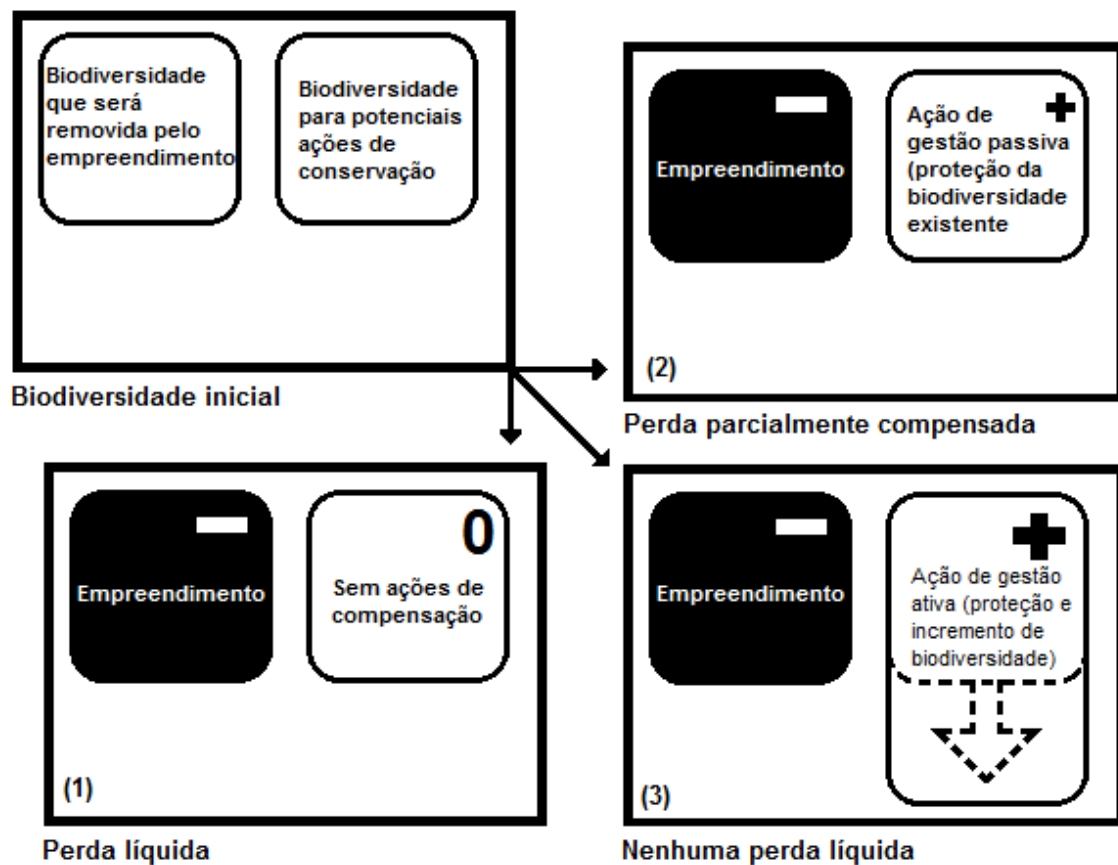 Biodiversidade
que será
removida pelo
empreendimento
Biodiversidade
para potenciais
ações de
conservação
Biodiversidade inicial
Empreendimento
Ação de
gestão passiva
(proteção da
biodiversidade
existente
(2)
Perda parcialmente compensada
Empreendimento
0
Sem ações de
compensação
(1)
Perda líquida
Empreendimento
Ação de gestão
ativa (proteção e
incremento de
biodiversidade)
(3)
Nenhuma perda líquida